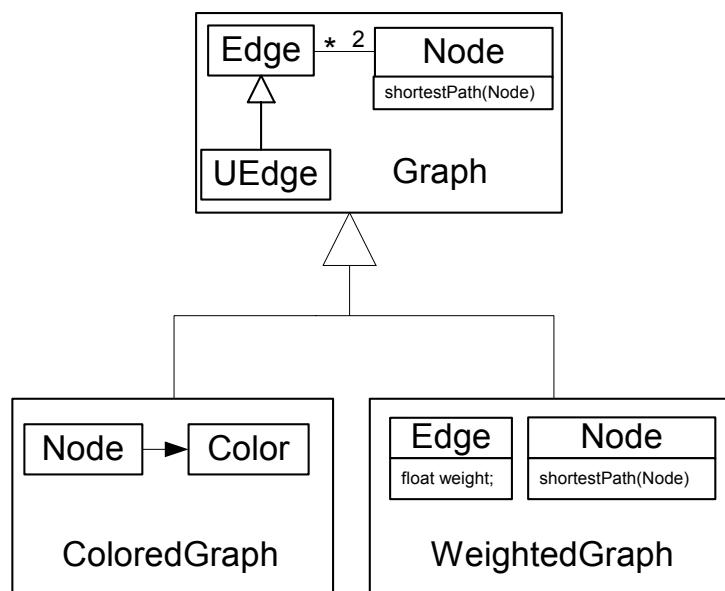 Edge * 2 Node
shortestPath(Node)
UEdge Graph
Node Color
Edge Node
float weight; shortestPath(Node)
ColoredGraph WeightedGraph